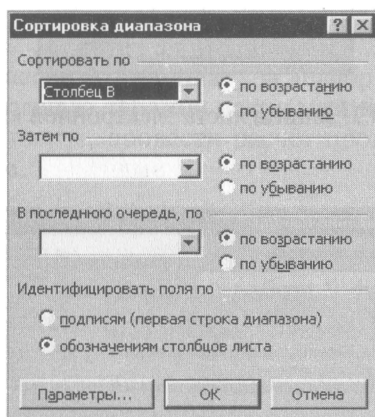 Сортировка диапазона
Сортировать по
Столбец В
по возрастанию
по убыванию
Затем по
по возрастанию
по убыванию
В последнюю очередь, по
по возрастанию
по убыванию
Идентифицировать поля по
подписям (первая строка диапазона)
обозначениям столбцов листа
Параметры...
ОК
Отмена